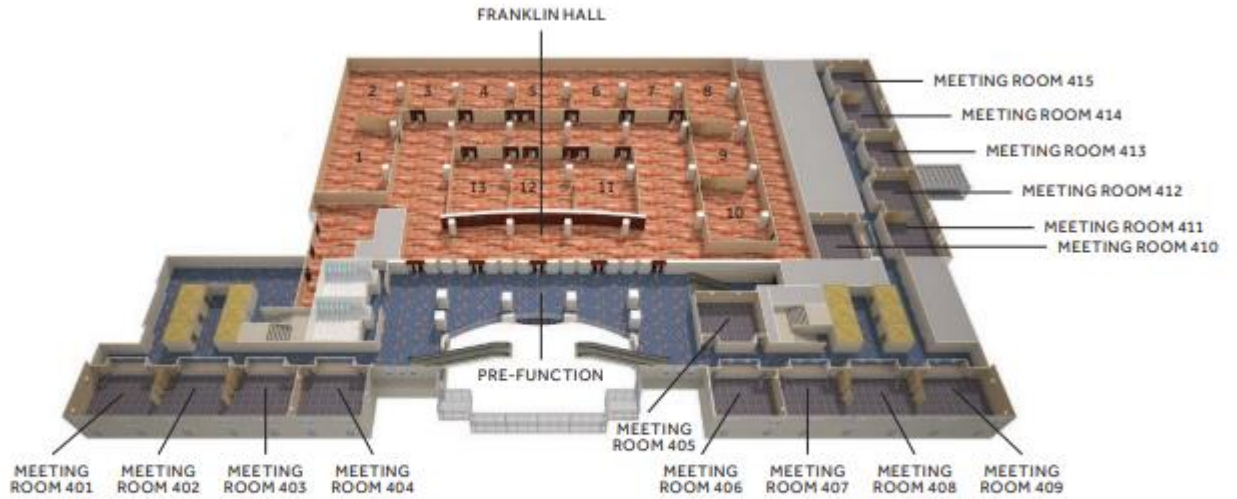 FRANKLIN HALL
2
3
4
5
6
7
8
MEETING ROOM 415
MEETING ROOM 414
1
9
MEETING ROOM 413
13
12
11
MEETING ROOM 412
10
MEETING ROOM 411
MEETING ROOM 410
PRE-FUNCTION
MEETING
ROOM 405
MEETING
ROOM 401
MEETING
ROOM 402
MEETING
ROOM 403
MEETING
ROOM 404
MEETING
ROOM 406
MEETING
ROOM 407
MEETING
ROOM 408
MEETING
ROOM 409